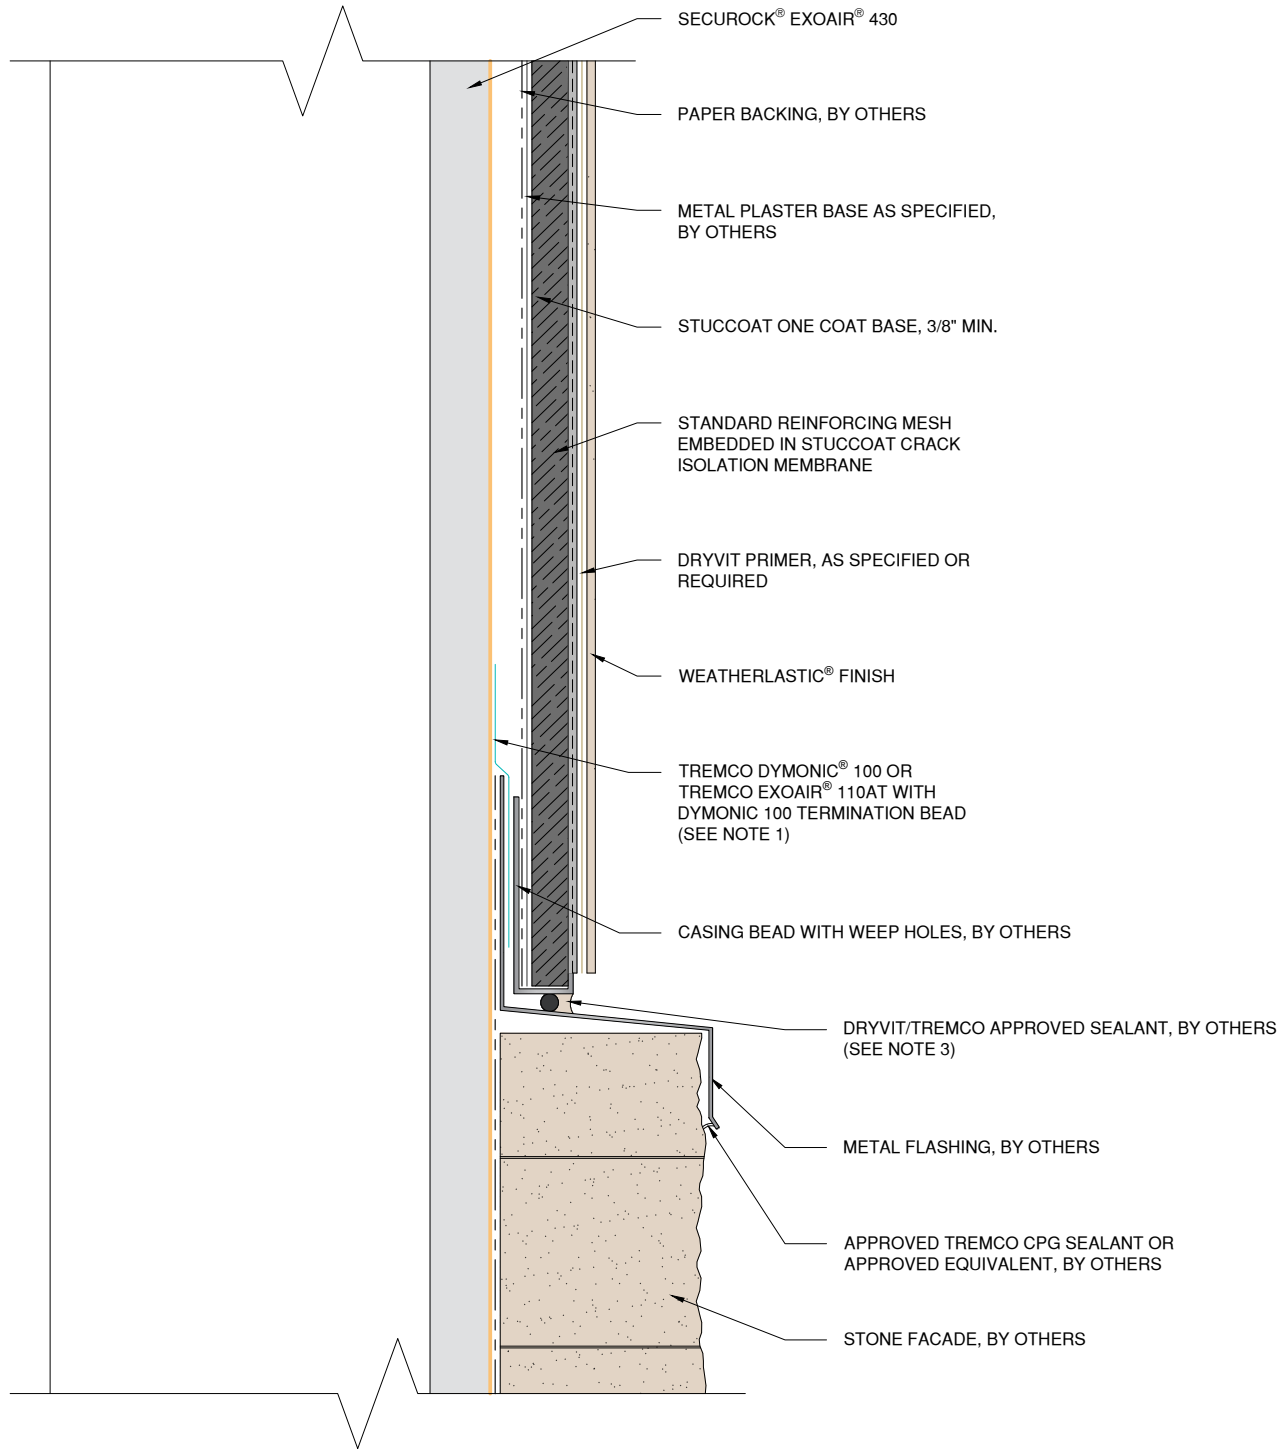 SECUROCK® EXOAIR® 430
PAPER BACKING, BY OTHERS
METAL PLASTER BASE AS SPECIFIED,
BY OTHERS
STUCCOAT ONE COAT BASE, 3/8" MIN.
STANDARD REINFORCING MESH
EMBEDDED IN STUCCOAT CRACK
ISOLATION MEMBRANE
DRYVIT PRIMER, AS SPECIFIED OR
REQUIRED
WEATHERLASTIC® FINISH
TREMCO DYMONIC® 100 OR
TREMCO EXOAIR® 110AT WITH
DYMONIC 100 TERMINATION BEAD
(SEE NOTE 1)
CASING BEAD WITH WEEP HOLES, BY OTHERS
DRYVIT/TREMCO APPROVED SEALANT, BY OTHERS
(SEE NOTE 3)
METAL FLASHING, BY OTHERS
APPROVED TREMCO CPG SEALANT OR
APPROVED EQUIVALENT, BY OTHERS
STONE FACADE, BY OTHERS